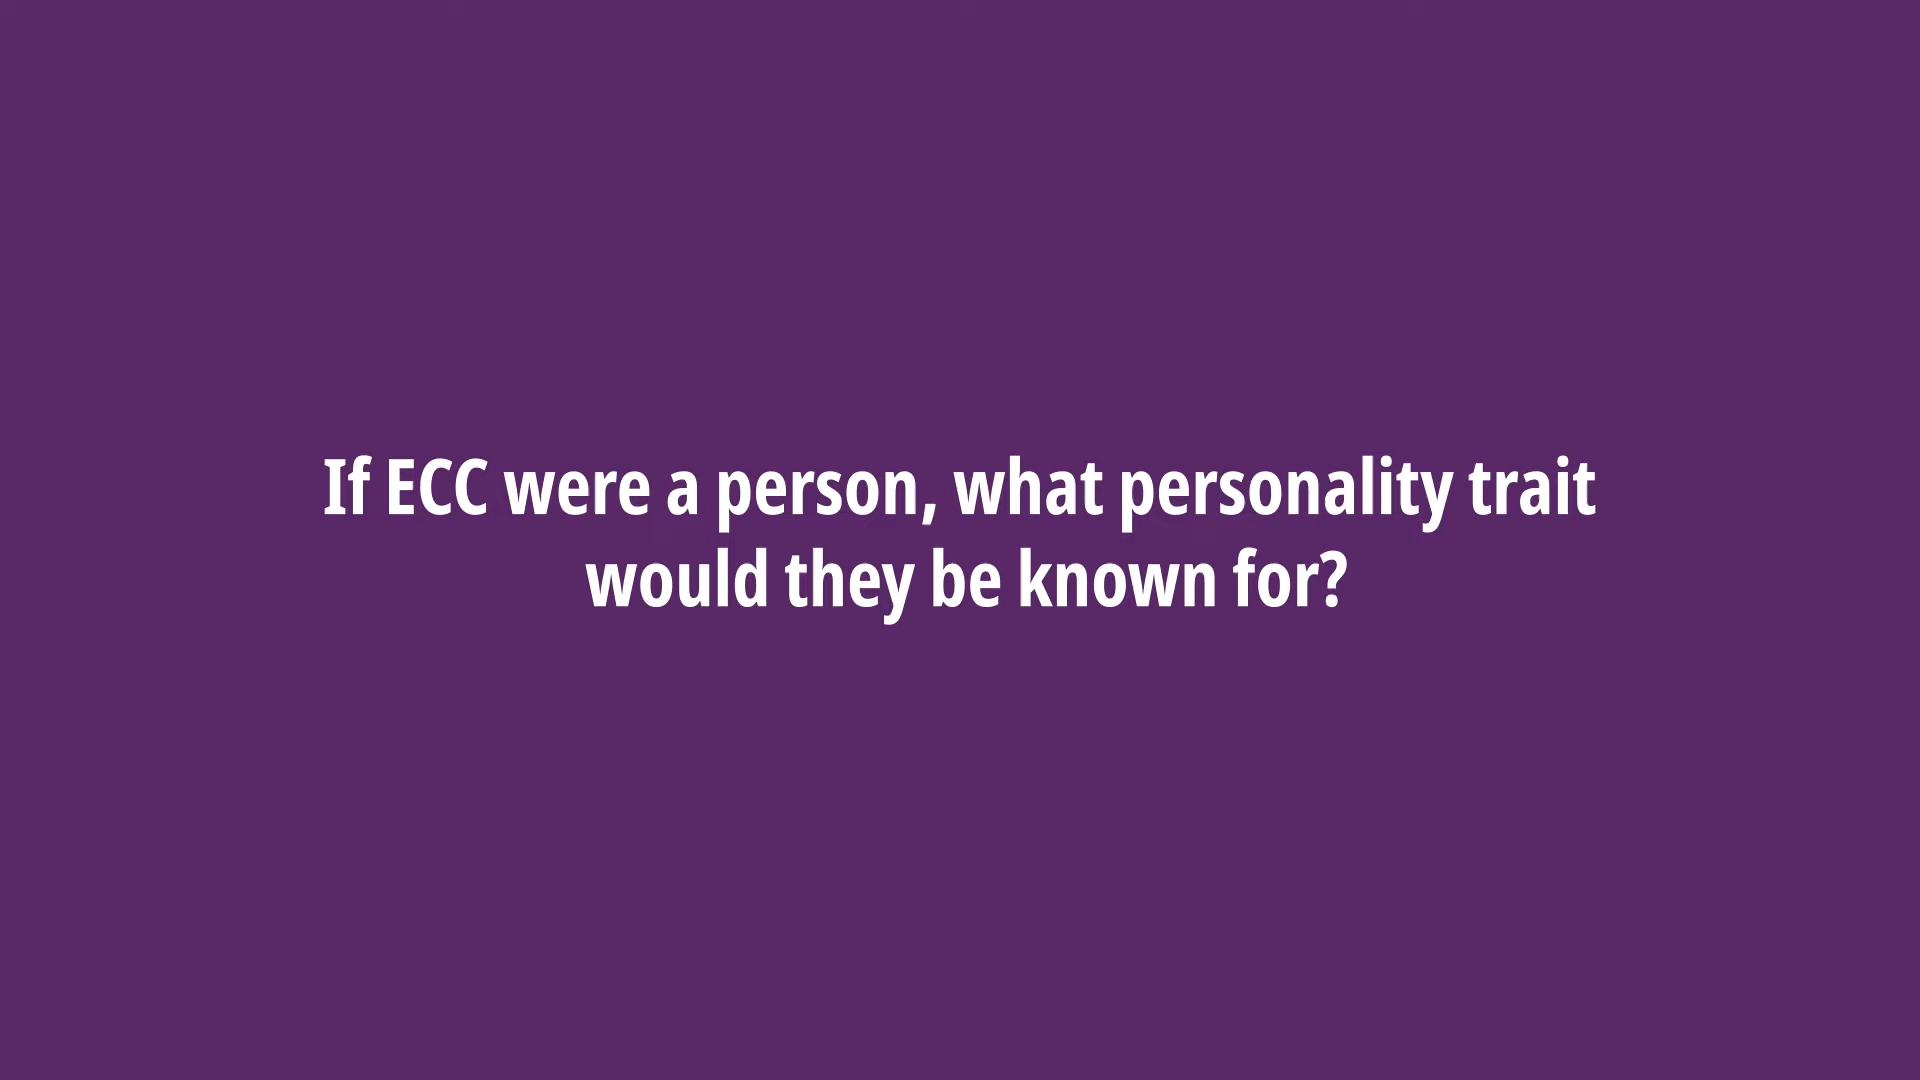 If ECC were a person, what personality trait
would they be known for?